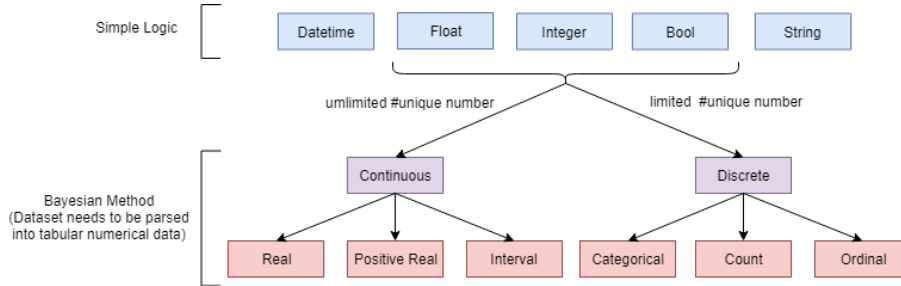 Simple Logic
Datetime
Float
Integer
Bool
String
umlimited #unique number
limited #unique number
Bayesian Method
(Dataset needs to be parsed
into tabular numerical data)
Continuous
Discrete
Real
Positive Real
Interval
Categorical
Count
Ordinal